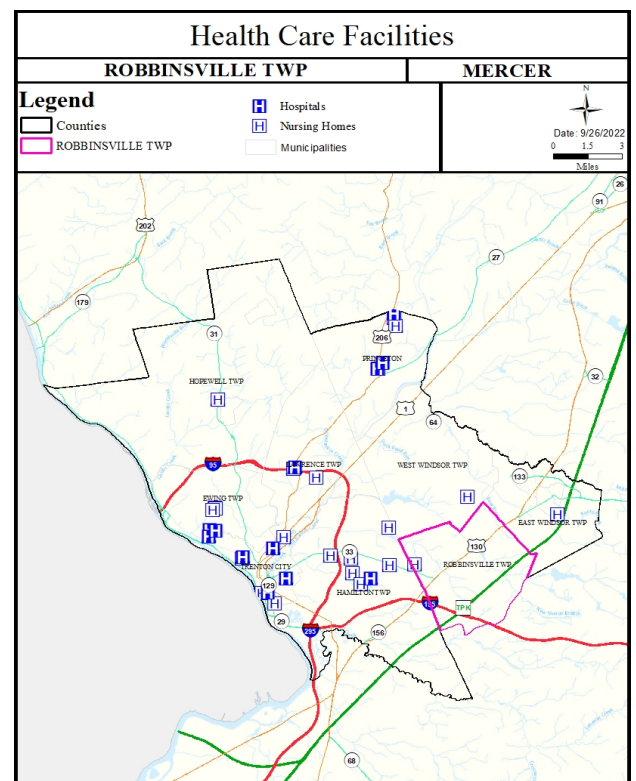 Health Care Facilities
ROBBINSVILLE TWP
MERCER
Legend
Counties
ROBBINSVILLE TWP
H Hospitals
H Nursing Homes
Municipalities
N
Date: 9/26/2022
0 1.5 3
Miles
26
91
202
27
179
31
206
PRINCETON
32
HOPEWELL TWP
1
64
95
LAWRENCE TWP
WEST WINDSOR TWP
133
EWING TWP
EAST WINDSOR TWP
130
33
TRENTON CITY
ROBBINSVILLE TWP
129
HAMILTON TWP
195
TPK
29
295
156
68